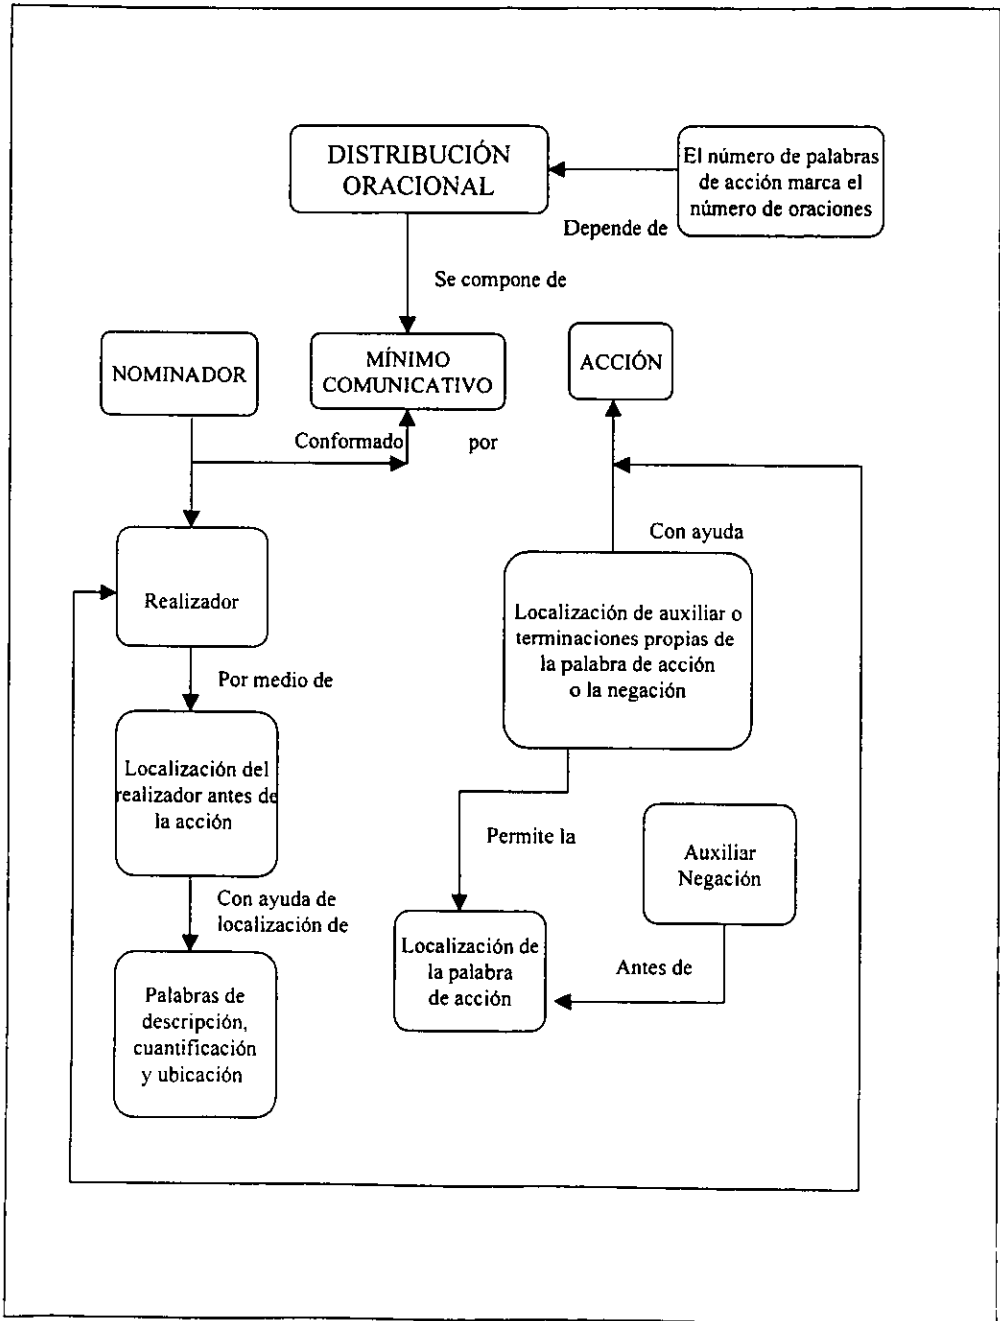 DISTRIBUCIÓN
ORACIONAL
El número de palabras
de acción marca el
número de oraciones
Depende de
Se compone de
NOMINADOR
MÍNIMO
COMUNICATIVO
ACCIÓN
Conformado por
Realizador
Con ayuda
Localización de auxiliar o
terminaciones propias de
la palabra de acción
o la negación
Por medio de
Localización del
realizador antes de
la acción
Permite la
Auxiliar
Negación
Con ayuda de
localización de
Localización de
la palabra
de acción
Antes de
Palabras de
descripción,
cuantificación
y ubicación